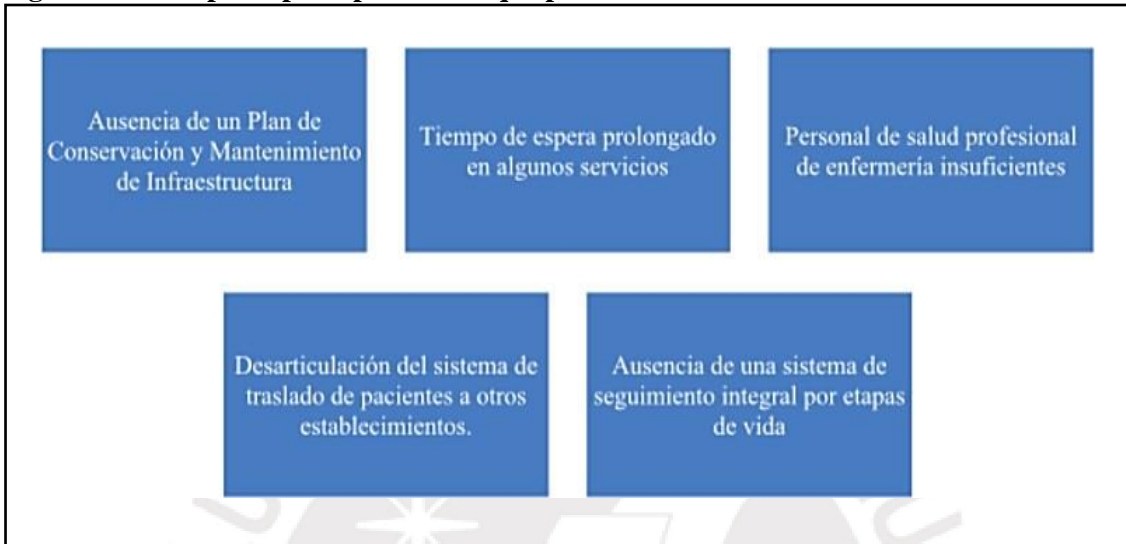 Ausencia de un Plan de
Conservación y Mantenimiento
de Infraestructura
Tiempo de espera prolongado
en algunos servicios
Personal de salud profesional
de enfermería insuficientes
Desarticulación del sistema de
traslado de pacientes a otros
establecimientos.
Ausencia de una sistema de
seguimiento integral por etapas
de vida